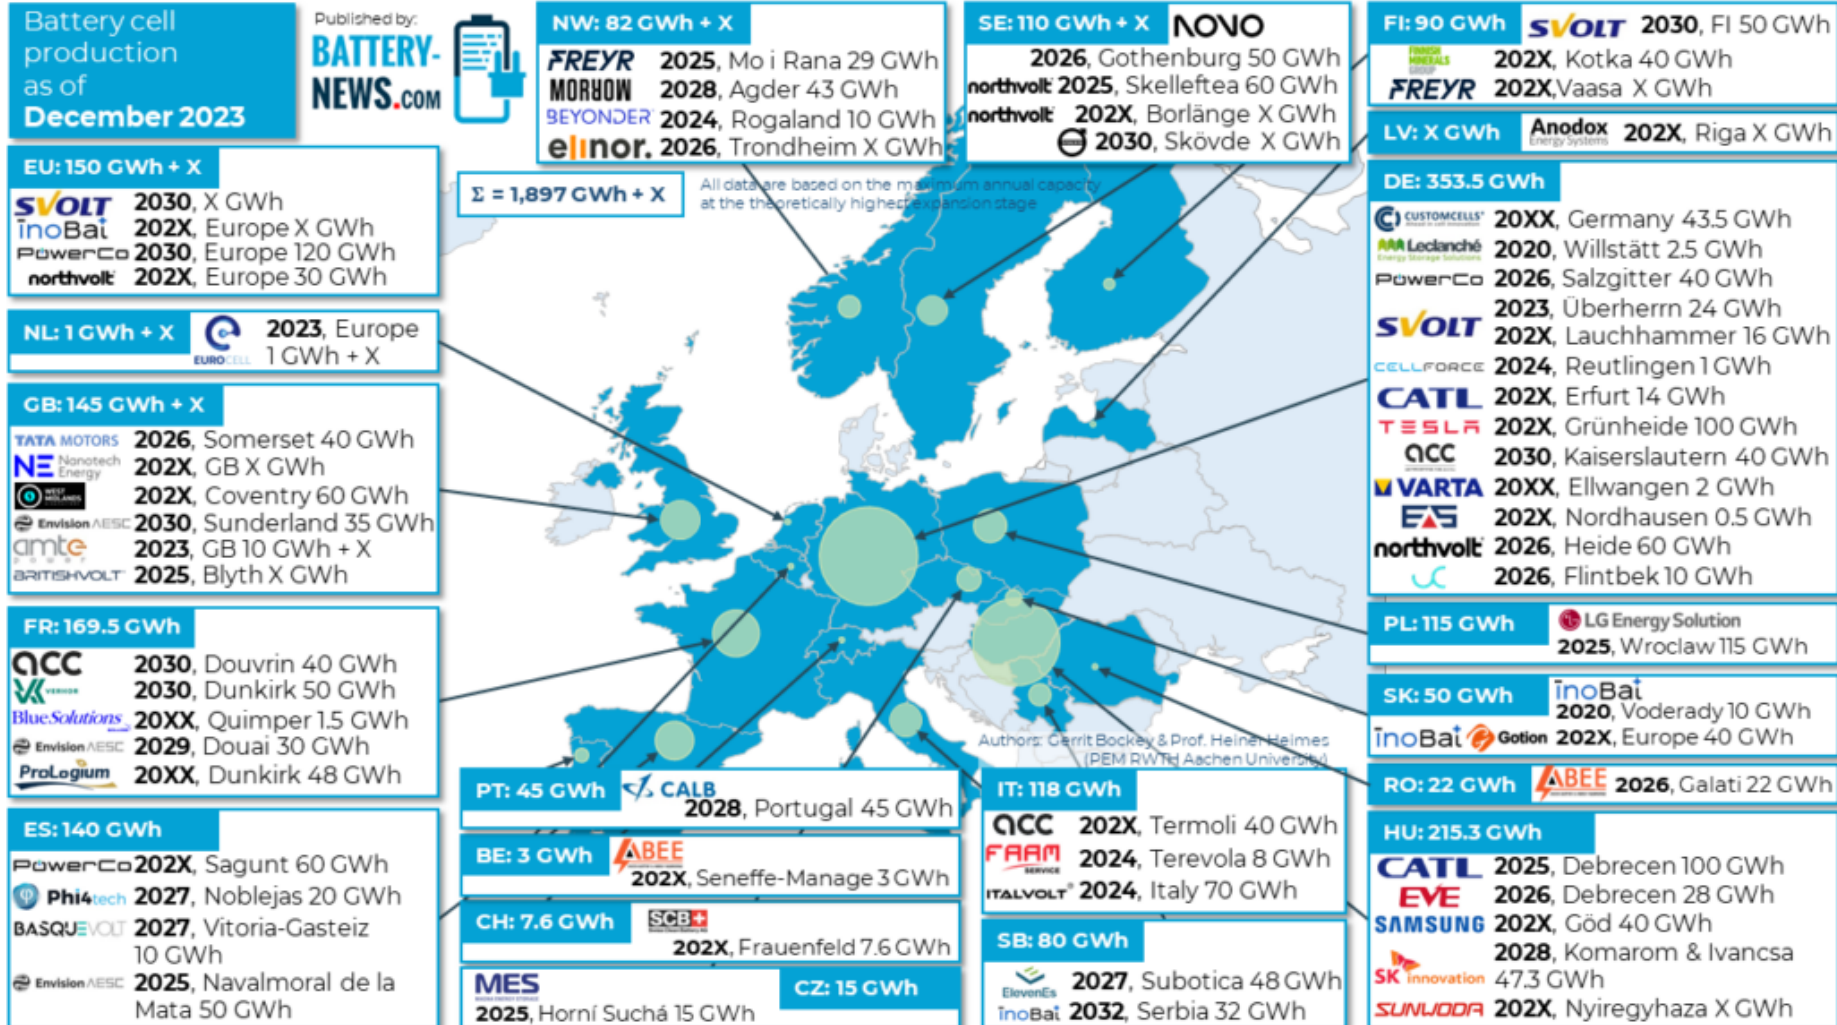 Battery cell
production
as of
December 2023
Published by:
BATTERY-
NEWS.COM
NW: 82 GWh + X
FREYR 2025, Mo i Rana 29 GWh
MORROW 2028, Agder 43 GWh
BEYONDER 2024, Rogaland 10 GWh
elinor. 2026, Trondheim X GWh
SE: 110 GWh + X NOVO
2026, Gothenburg 50 GWh
northvolt 2025, Skelleftea 60 GWh
northvolt 202X, Borlänge X GWh
2030, Skövde X GWh
FI: 90 GWh SVOLT 2030, FI 50 GWh
FINNISH MINERALS GROUP 202X, Kotka 40 GWh
FREYR 202X,Vaasa X GWh
LV: X GWh Anodox Energy Systems 202X, Riga X GWh
EU: 150 GWh + X
SVOLT 2030, X GWh
inoBat 202X, Europe X GWh
PowerCo 2030, Europe 120 GWh
northvolt 202X, Europe 30 GWh
Σ = 1,897 GWh + X
All data are based on the maximum annual capacity
at the theoretically highest expansion stage
NL: 1 GWh + X EUROCELL 2023, Europe
1 GWh + X
GB: 145 GWh + X
TATA MOTORS 2026, Somerset 40 GWh
NE Nanotech Energy 202X, GB X GWh
WEST MIDLANDS 202X, Coventry 60 GWh
Envision AESC 2030, Sunderland 35 GWh
amte power 2023, GB 10 GWh + X
BRITISHVOLT 2025, Blyth X GWh
FR: 169.5 GWh
acc 2030, Douvrin 40 GWh
VERKOR 2030, Dunkirk 50 GWh
BlueSolutions 20XX, Quimper 1.5 GWh
Envision AESC 2029, Douai 30 GWh
ProLogium 20XX, Dunkirk 48 GWh
ES: 140 GWh
PowerCo 202X, Sagunt 60 GWh
Phi4tech 2027, Noblejas 20 GWh
BASQUEVOLT 2027, Vitoria-Gasteiz
10 GWh
Envision AESC 2025, Navalmoral de la
Mata 50 GWh
DE: 353.5 GWh
CUSTOMCELLS 20XX, Germany 43.5 GWh
Leclanché Energy Storage Solutions 2020, Willstätt 2.5 GWh
PowerCo 2026, Salzgitter 40 GWh
SVOLT 2023, Überherrn 24 GWh
202X, Lauchhammer 16 GWh
CELLFORCE 2024, Reutlingen 1 GWh
CATL 202X, Erfurt 14 GWh
TESLA 202X, Grünheide 100 GWh
acc 2030, Kaiserslautern 40 GWh
VARTA 20XX, Ellwangen 2 GWh
EAS 202X, Nordhausen 0.5 GWh
northvolt 2026, Heide 60 GWh
2026, Flintbek 10 GWh
PL: 115 GWh LG Energy Solution
2025, Wroclaw 115 GWh
SK: 50 GWh inoBat
2020, Voderady 10 GWh
inoBat Gotion 202X, Europe 40 GWh
RO: 22 GWh ABEE 2026, Galati 22 GWh
HU: 215.3 GWh
CATL 2025, Debrecen 100 GWh
EVE 2026, Debrecen 28 GWh
SAMSUNG 202X, Göd 40 GWh
SK innovation 2028, Komarom & Ivancsa
47.3 GWh
SUNWODA 202X, Nyiregyhaza X GWh
Authors: Gerrit Bockey & Prof. Heiner Heimes
(PEM RWTH Aachen University)
PT: 45 GWh CALB
2028, Portugal 45 GWh
BE: 3 GWh ABEE
202X, Seneffe-Manage 3 GWh
CH: 7.6 GWh SCB
202X, Frauenfeld 7.6 GWh
MES CZ: 15 GWh
2025, Horní Suchá 15 GWh
IT: 118 GWh
acc 202X, Termoli 40 GWh
FAAM SERVICE 2024, Terevola 8 GWh
ITALVOLT 2024, Italy 70 GWh
SB: 80 GWh
ElevenEs 2027, Subotica 48 GWh
inoBat 2032, Serbia 32 GWh